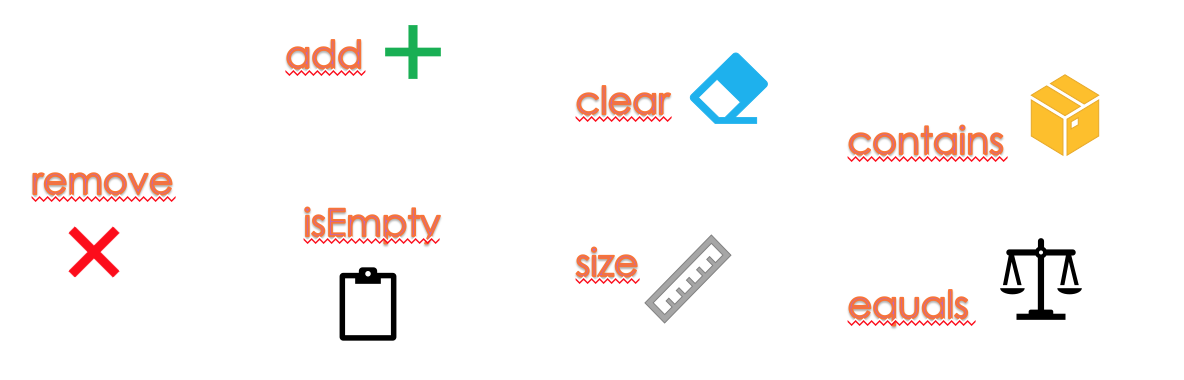 add
clear
contains
remove
isEmpty
size
equals